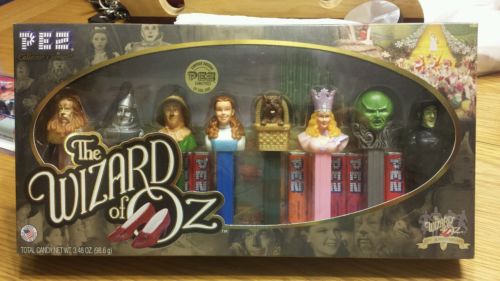 PEZ
PEZ
The
WIZARD
of OZ
™
PEZ
PEZ
PEZ
PEZ
TOTAL CANDY NET WT. 3.48 OZ. (98.6 g)